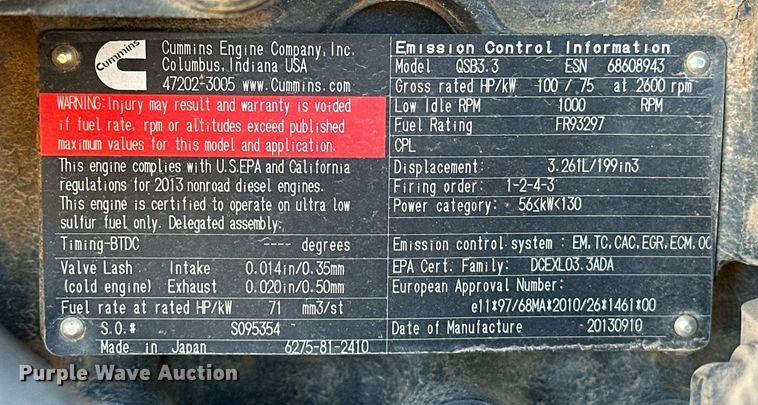 Cummins
Cummins Engine Company, Inc.
Columbus, Indiana USA
47202-3005 www.Cummins.com
WARNING: Injury may result and warranty is voided
if fuel rate, rpm or altitudes exceed published
maximum values for this model and application.
This engine complies with U.S.EPA and California
regulations for 2013 nonroad diesel engines.
This engine is certified to operate on ultra low
sulfur fuel only. Delegated assembly:
Timing-BTDC ---- degrees
Valve Lash Intake 0.014in/0.35mm
(cold engine) Exhaust 0.020in/0.50mm
Fuel rate at rated HP/kW 71 mm3/st
S.O.# S095354
Made in Japan 6275-81-2410
Emission Control Information
Model QSB3.3 ESN 68608943
Gross rated HP/kW 100 / 75 at 2600 rpm
Low Idle RPM 1000 RPM
Fuel Rating FR93297
CPL
Displacement: 3.261L/199in3
Firing order: 1-2-4-3
Power category: 56≤kW<130
Emission control system : EM, TC, CAC, EGR, ECM, OC
EPA Cert. Family: DCEXL03.3ADA
European Approval Number:
e11*97/68MA*2010/26*1461*00
Date of Manufacture 20130910
Purple Wave Auction